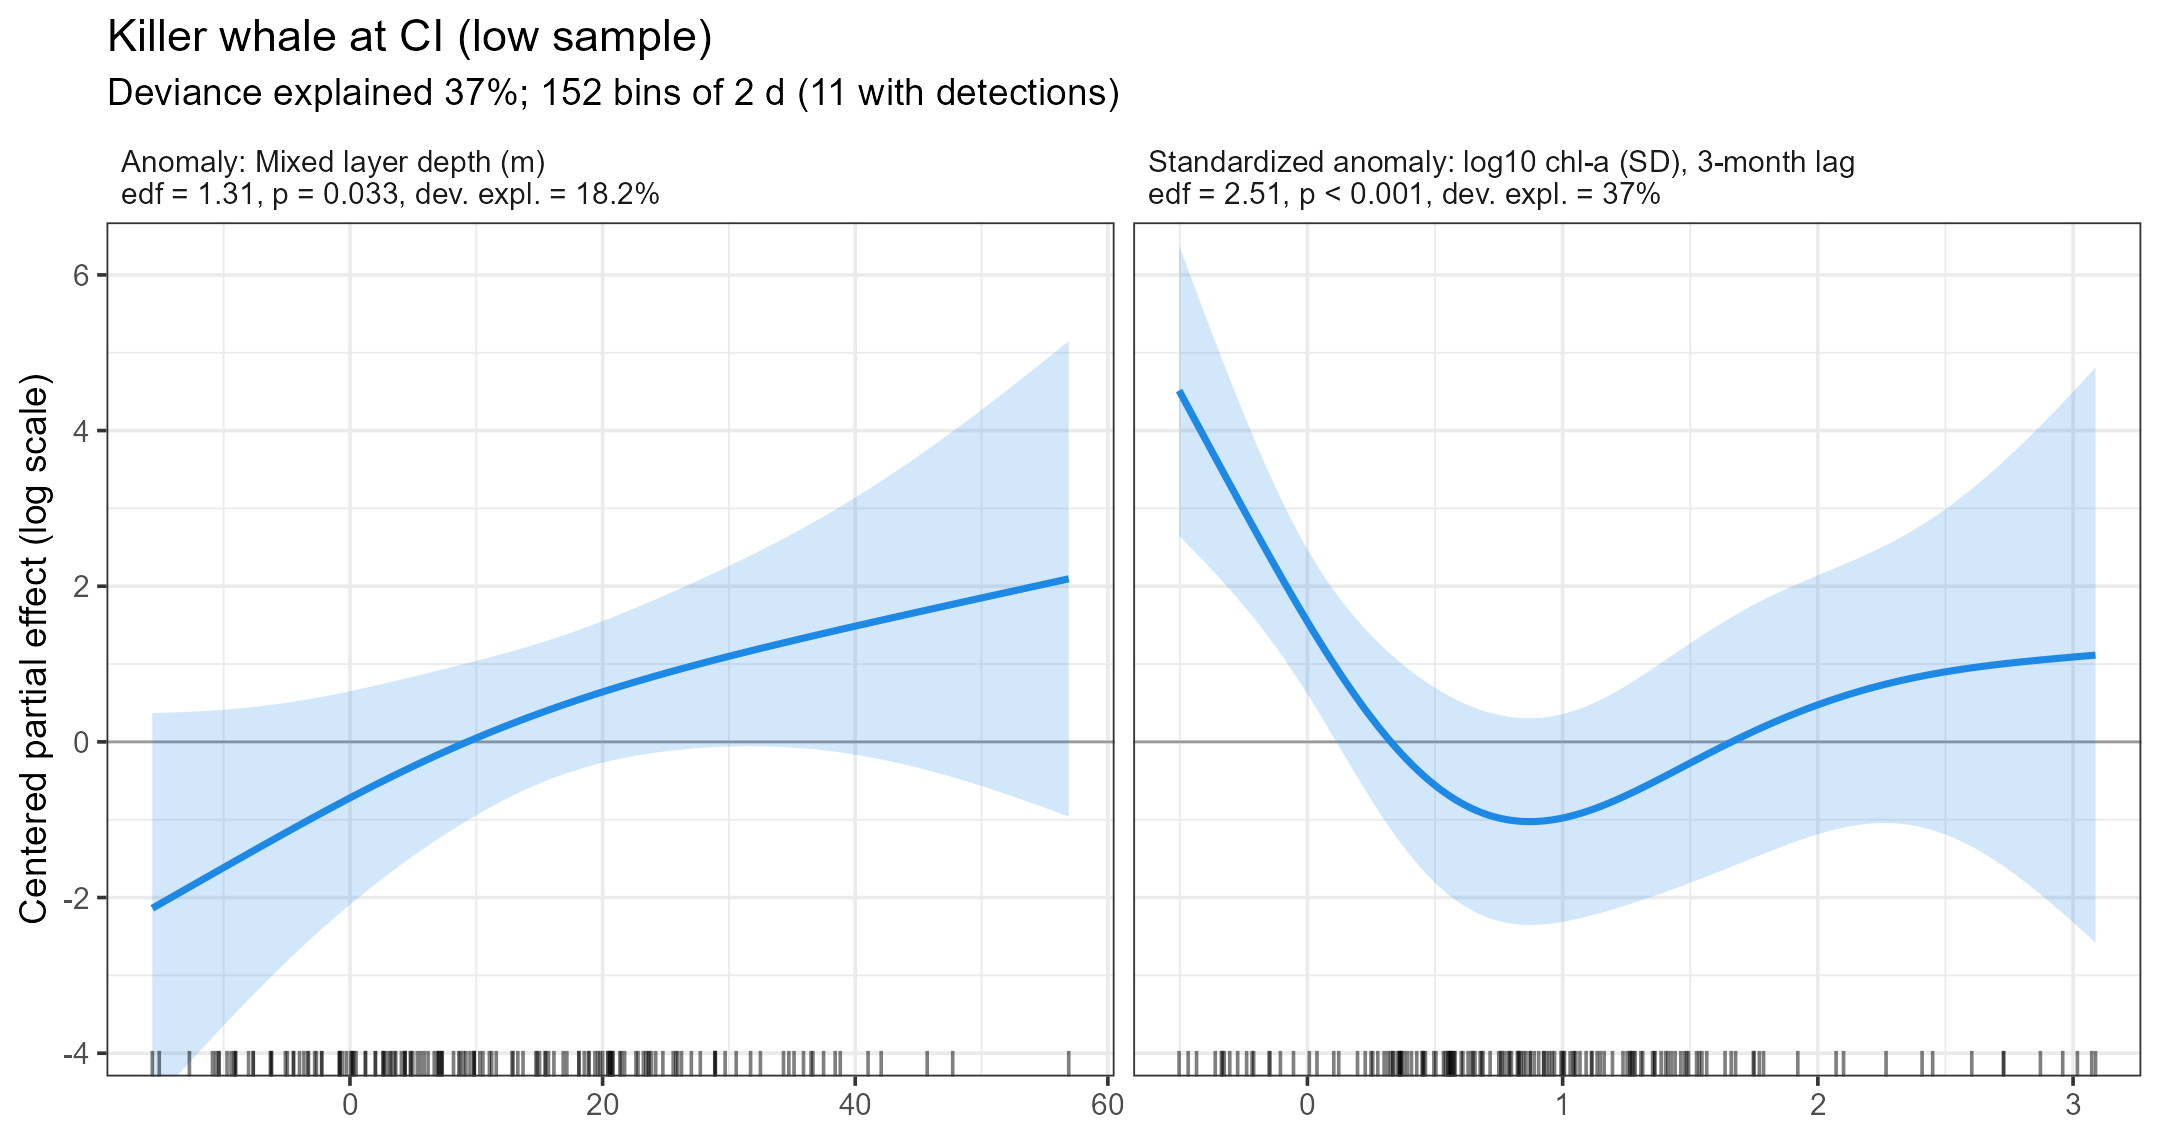 Killer whale at CI (low sample)
Deviance explained 37%; 152 bins of 2 d (11 with detections)
Anomaly: Mixed layer depth (m)
edf = 1.31, p = 0.033, dev. expl. = 18.2%
Standardized anomaly: log10 chl-a (SD), 3-month lag
edf = 2.51, p < 0.001, dev. expl. = 37%
Centered partial effect (log scale)
6
4
2
0
-2
-4
0 20 40 60
0 1 2 3